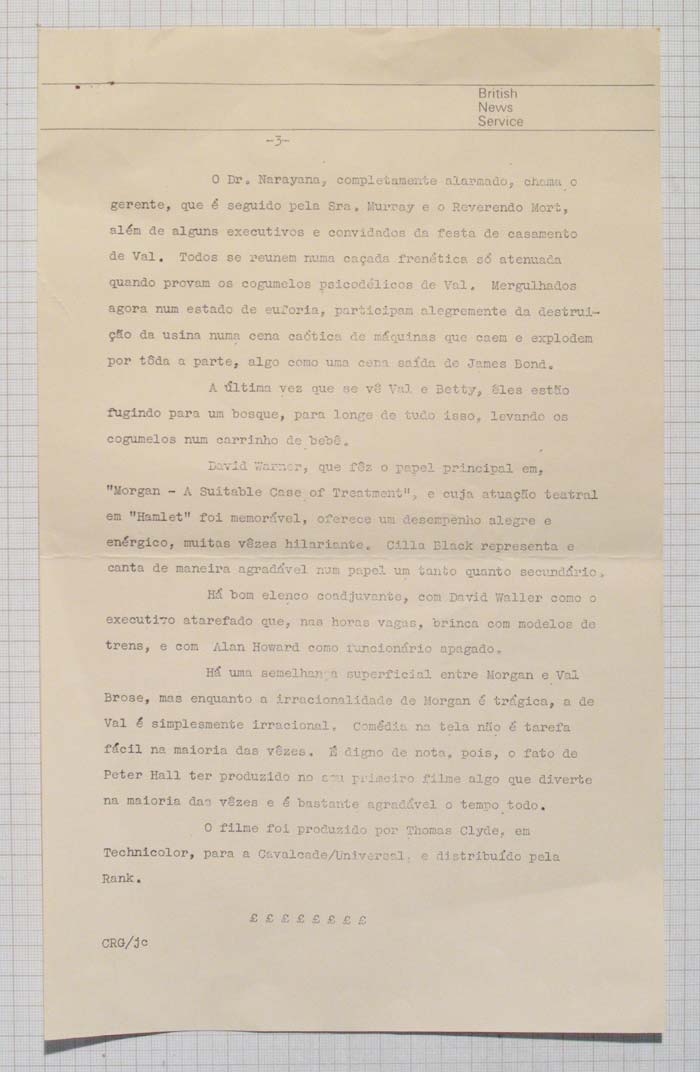 British
News
Service
-3-
O Dr. Narayana, completamente alarmado, chama o
gerente, que é seguido pela Sra. Murray e o Reverendo Mort,
além de alguns executivos e convidados da festa de casamento
de Val. Todos se reunem numa caçada frenética só atenuada
quando provam os cogumelos psicodélicos de Val. Mergulhados
agora num estado de euforia, participam alegremente da destrui-
ção da usina numa cena caótica de máquinas que caem e explodem
por tôda a parte, algo como uma cena saída de James Bond.
A última vez que se vê Val e Betty, êles estão
fugindo para um bosque, para longe de tudo isso, levando os
cogumelos num carrinho de bebê.
David Warner, que fêz o papel principal em,
"Morgan - A Suitable Case of Treatment", e cuja atuação teatral
em "Hamlet" foi memorável, oferece um desempenho alegre e
enérgico, muitas vêzes hilariante. Cilla Black representa e
canta de maneira agradável num papel um tanto quanto secundário.
Há bom elenco coadjuvante, com David Waller como o
executivo atarefado que, nas horas vagas, brinca com modelos de
trens, e com Alan Howard como funcionário apagado.
Há uma semelhança superficial entre Morgan e Val
Brose, mas enquanto a irracionalidade de Morgan é trágica, a de
Val é simplesmente irracional. Comédia na tela não é tarefa
fácil na maioria das vêzes. É digno de nota, pois, o fato de
Peter Hall ter produzido no seu primeiro filme algo que diverte
na maioria das vêzes e é bastante agradável o tempo todo.
O filme foi produzido por Thomas Clyde, em
Technicolor, para a Cavalcade/Universal, e distribuído pela
Rank.
£ £ £ £ £ £ £ £
CRG/jc